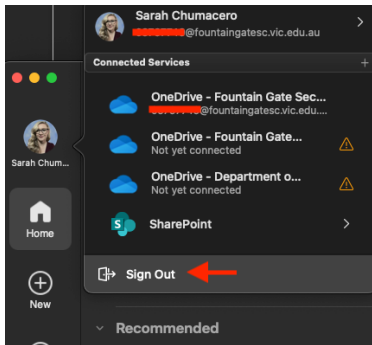 Sarah Chumacero
@fountaingatesc.vic.edu.au
Connected Services
OneDrive - Fountain Gate Sec...
@fountaingatesc.vic.edu....
OneDrive - Fountain Gate...
Not yet connected
OneDrive - Department o...
Not yet connected
SharePoint
Sign Out
Sarah Chum...
Home
New
Recommended